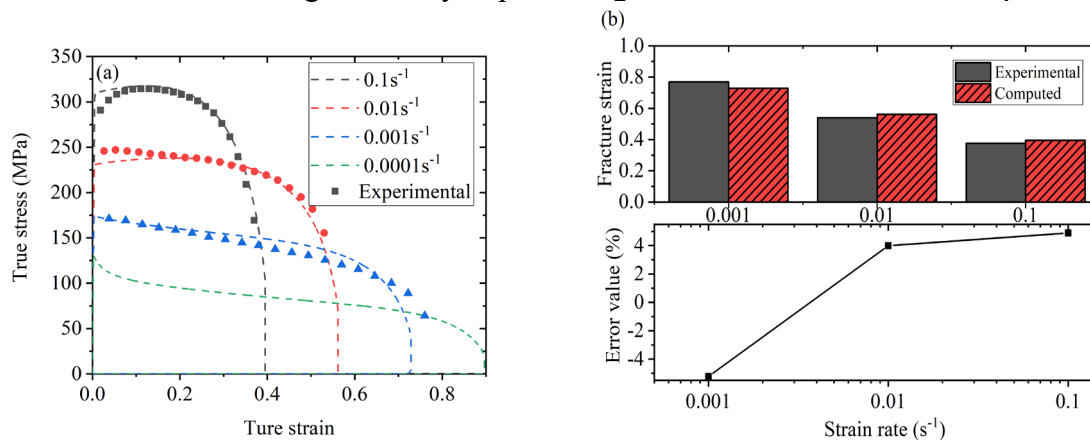 (a)
350
300
250
200
150
100
50
0
True stress (MPa)
0.0
0.2
0.4
0.6
0.8
Ture strain
0.1s⁻¹
0.01s⁻¹
0.001s⁻¹
0.0001s⁻¹
Experimental
(b)
1.0
0.8
0.6
0.4
0.2
0.0
Fracture strain
Experimental
Computed
0.001
0.01
0.1
4
2
0
-2
-4
Error value (%)
0.001
0.01
0.1
Strain rate (s⁻¹)